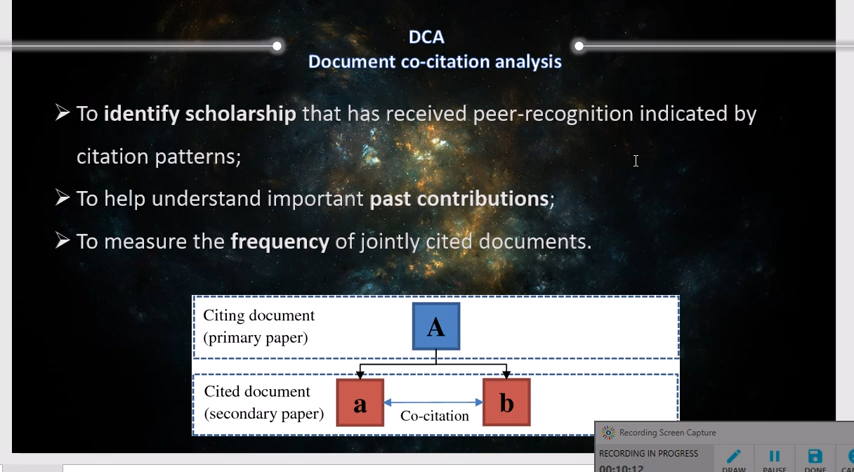 DCA
Document co-citation analysis
➢ To identify scholarship that has received peer-recognition indicated by
citation patterns;
➢ To help understand important past contributions;
➢ To measure the frequency of jointly cited documents.
Citing document
(primary paper)
A
Cited document
(secondary paper)
a
Co-citation
b
Recording Screen Capture
RECORDING IN PROGRESS
00:10:12
DRAW
PAUSE
DONE